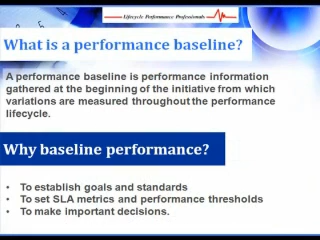 Lifecycle Performance Professionals
What is a performance baseline?
A performance baseline is performance information
gathered at the beginning of the initiative from which
variations are measured throughout the performance
lifecycle.
Why baseline performance?
• To establish goals and standards
• To set SLA metrics and performance thresholds
• To make important decisions.